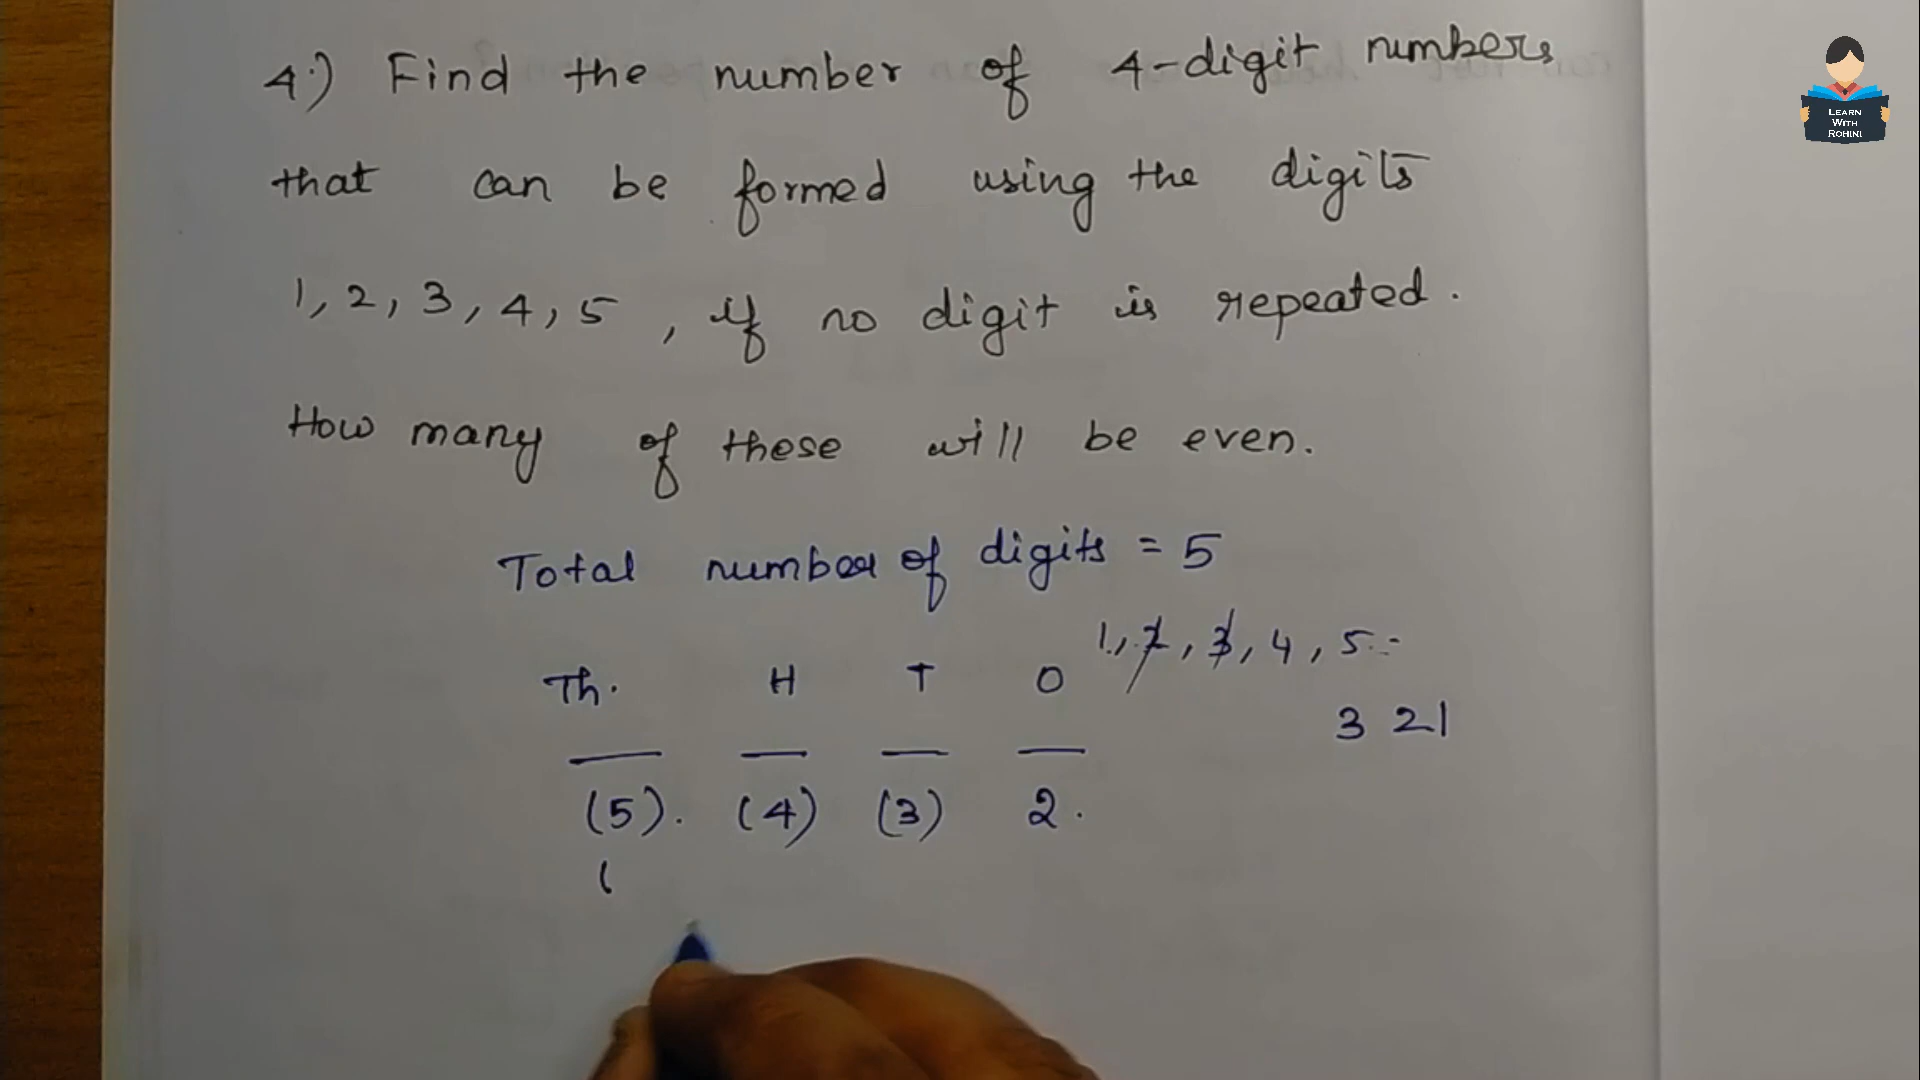 4.) Find the number of 4-digit numbers
that can be formed using the digits
1, 2, 3, 4, 5, if no digit is repeated.
How many of these will be even.
Total number of digits = 5
1, 2, 3, 4, 5
Th. H T O
3 2 1
(5). (4) (3) 2.
(
LEARN
WITH
ROHINI